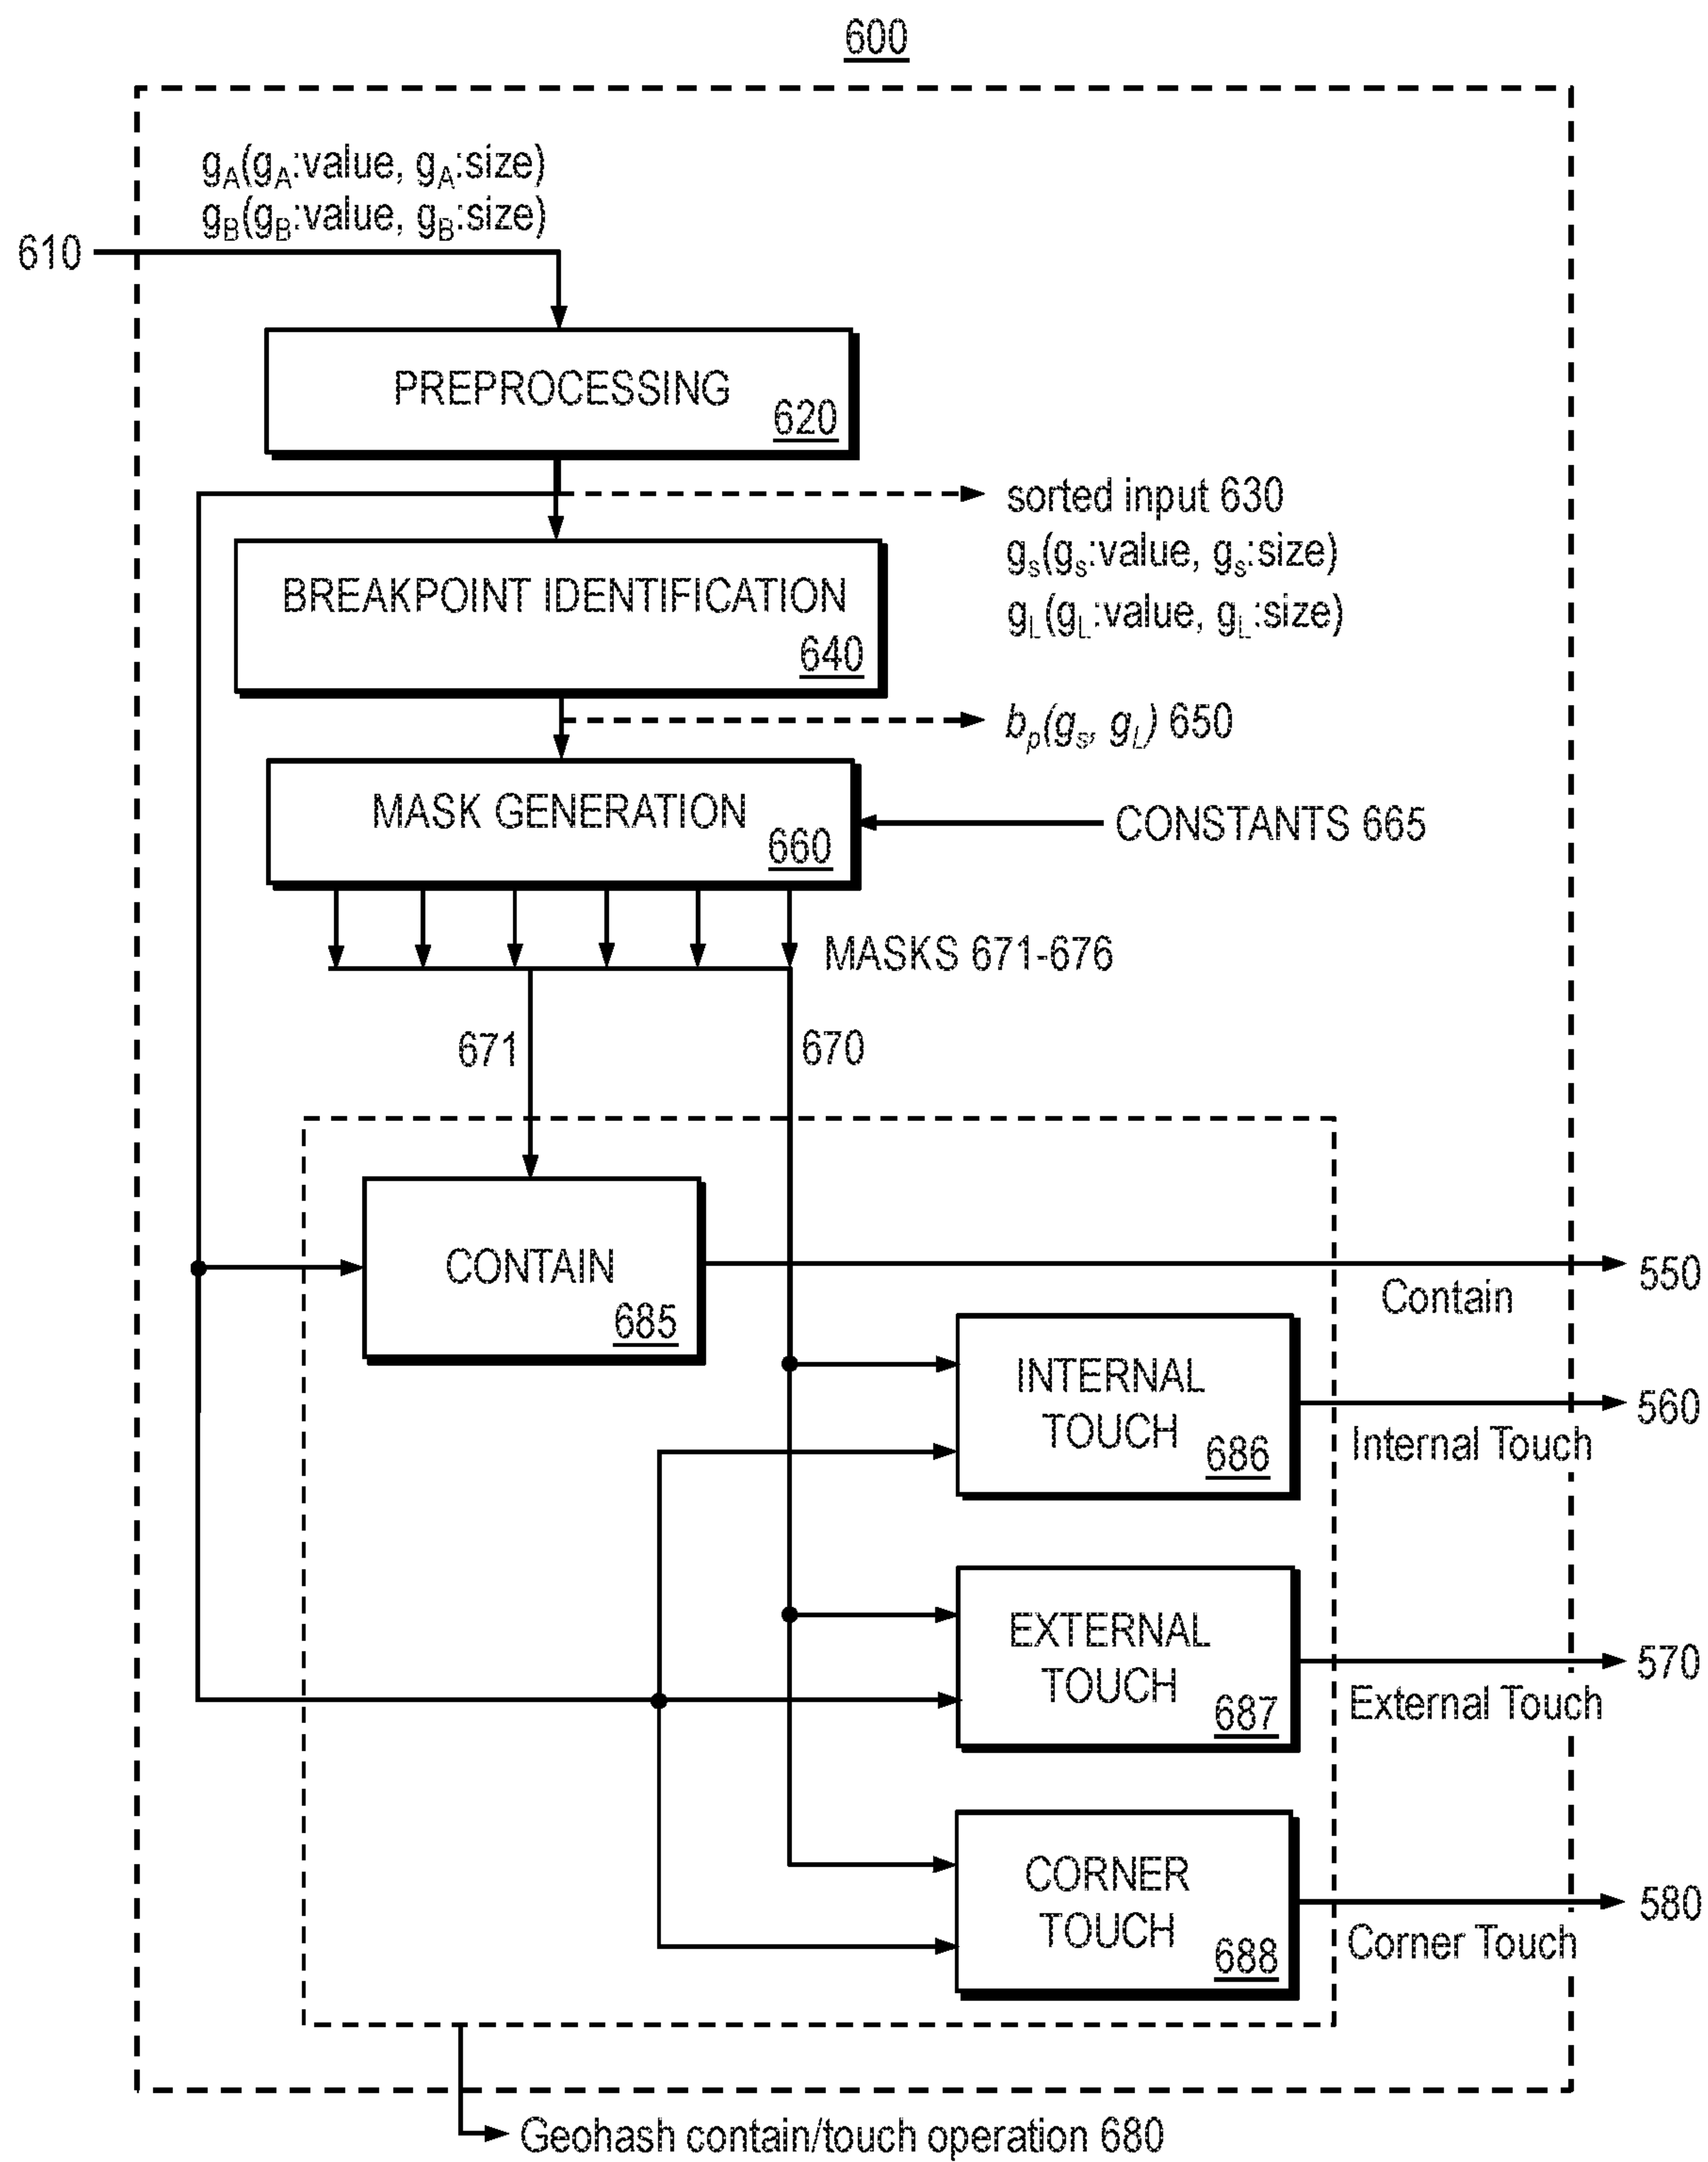 600
gA(gA:value, gA:size)
gB(gB:value, gB:size)
610
PREPROCESSING
620
sorted input 630
gs(gs:value, gs:size)
gL(gL:value, gL:size)
BREAKPOINT IDENTIFICATION
640
bp(gs, gL) 650
MASK GENERATION
660
CONSTANTS 665
MASKS 671-676
671
670
CONTAIN
685
550
Contain
INTERNAL
TOUCH
686
560
Internal Touch
EXTERNAL
TOUCH
687
570
External Touch
CORNER
TOUCH
688
580
Corner Touch
Geohash contain/touch operation 680